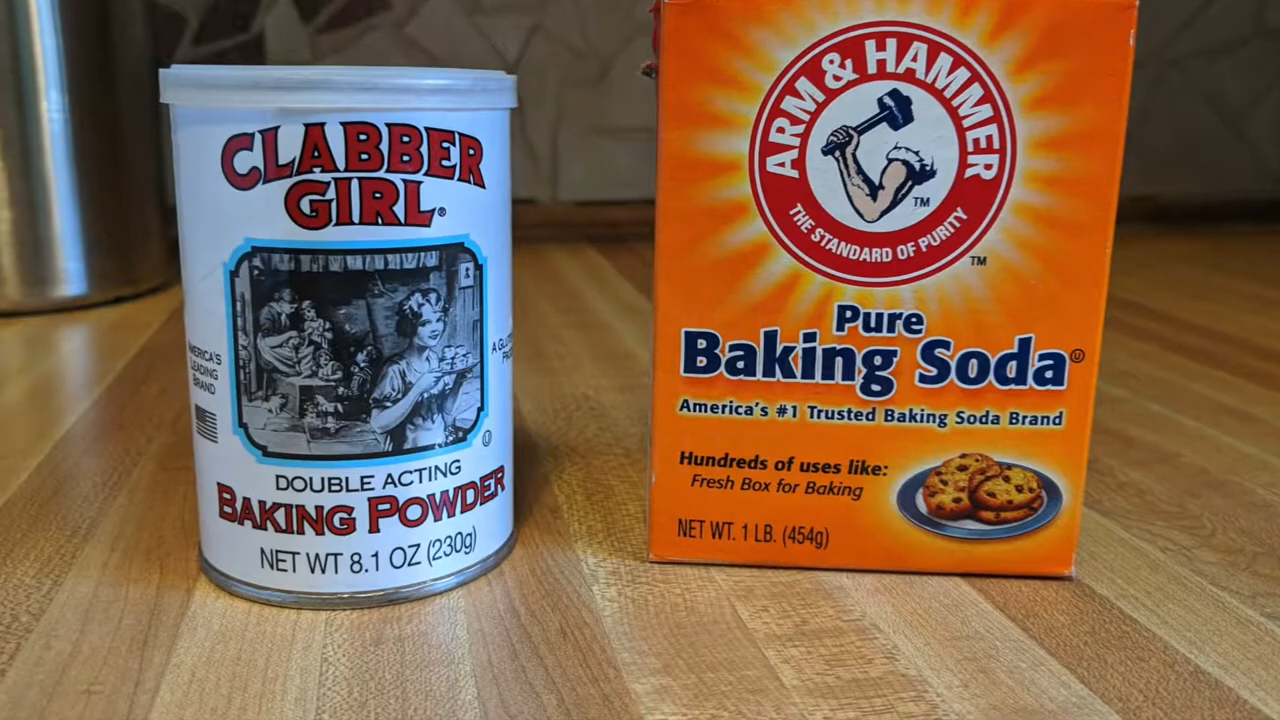 CLABBER
GIRL®
AMERICA'S
LEADING
BRAND
DOUBLE ACTING
BAKING POWDER
NET WT 8.1 OZ (230g)
ARM & HAMMER
TM
THE STANDARD OF PURITY
TM
Pure
Baking Soda
America's #1 Trusted Baking Soda Brand
Hundreds of uses like:
Fresh Box for Baking
NET WT. 1 LB. (454g)